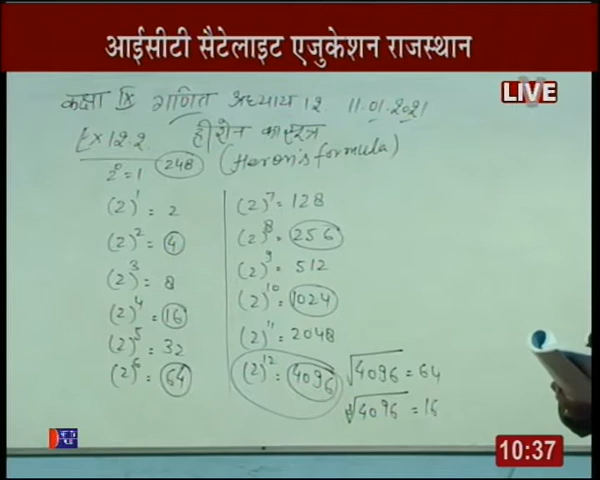 आईसीटी सैटेलाइट एजुकेशन राजस्थान
LIVE
कक्षा IX गणित अध्याय 12 11.01.2021
Ex 12.2 हीरोन का सूत्र
248 (Heron's formula)
2⁰ = 1
(2)¹ = 2
(2)² = 4
(2)³ = 8
(2)⁴ = 16
(2)⁵ = 32
(2)⁶ = 64
(2)⁷ = 128
(2)⁸ = 256
(2)⁹ = 512
(2)¹⁰ = 1024
(2)¹¹ = 2048
(2)¹² = 4096 √4096 = 64
∛4096 = 16
10:37